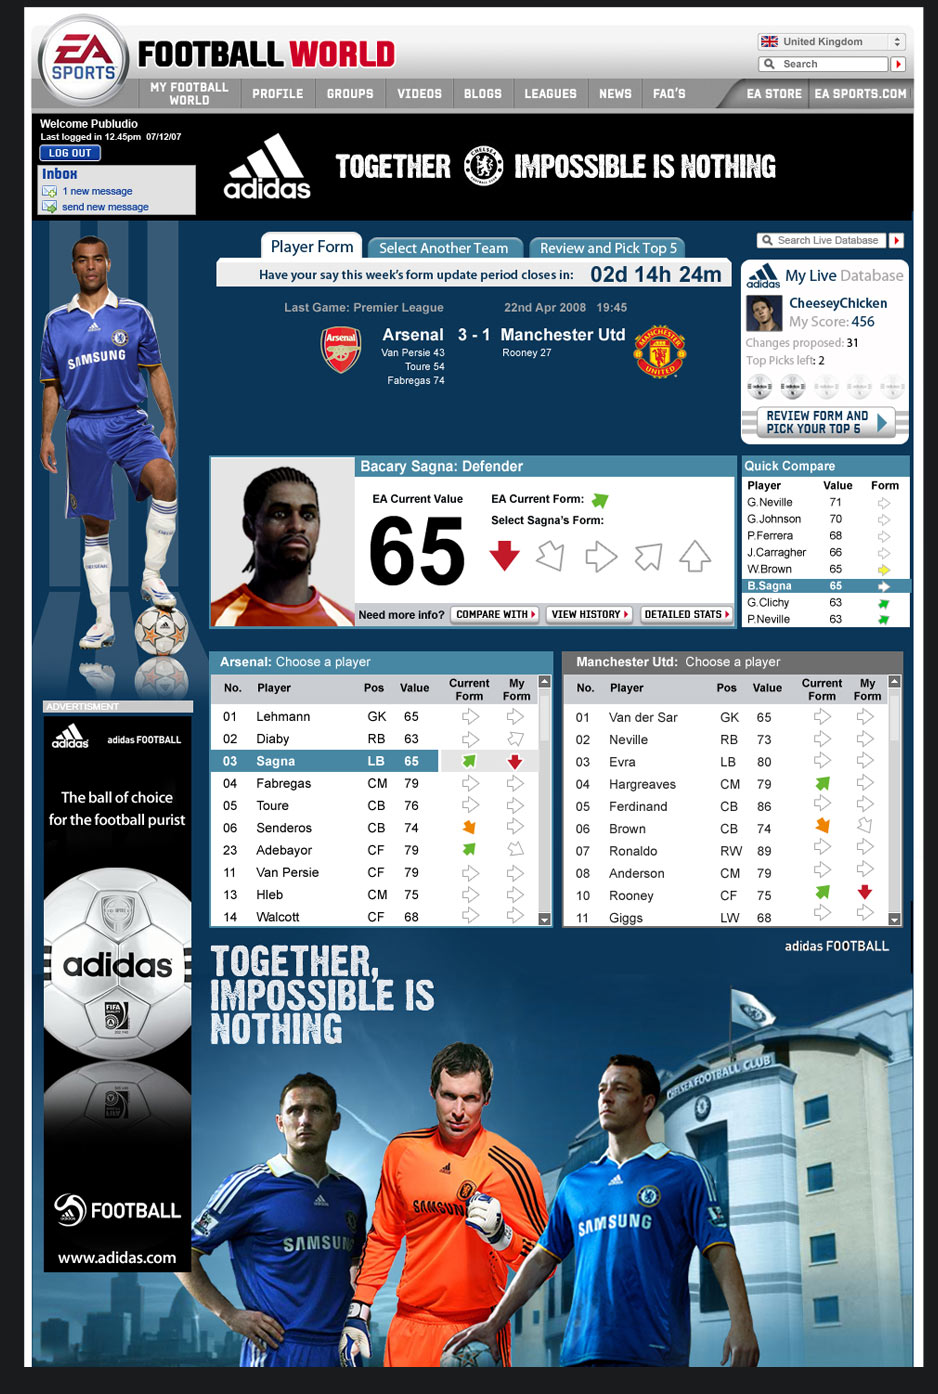 EA SPORTS™
FOOTBALL WORLD
United Kingdom
Search
MY FOOTBALL WORLD PROFILE GROUPS VIDEOS BLOGS LEAGUES NEWS FAQ'S EA STORE EA SPORTS.COM
Welcome Publudio
Last logged in 12.45pm 07/12/07
LOG OUT
Inbox
1 new message
send new message
adidas
TOGETHER IMPOSSIBLE IS NOTHING
Player Form Select Another Team Review and Pick Top 5
Have your say this week's form update period closes in: 02d 14h 24m
Last Game: Premier League 22nd Apr 2008 19:45
Arsenal 3 - 1 Manchester Utd
Van Persie 43 Rooney 27
Toure 54
Fabregas 74
Arsenal
MANCHESTER UNITED
Search Live Database
adidas My Live Database
CheeseyChicken
My Score: 456
Changes proposed: 31
Top Picks left: 2
REVIEW FORM AND
PICK YOUR TOP 5
SAMSUNG
Bacary Sagna: Defender
EA Current Value EA Current Form:
65
Select Sagna's Form:
Need more info? COMPARE WITH VIEW HISTORY DETAILED STATS
Quick Compare
Player Value Form
G.Neville 71
G.Johnson 70
P.Ferrera 68
J.Carragher 66
W.Brown 65
B.Sagna 65
G.Clichy 63
P.Neville 63
Arsenal: Choose a player
No. Player Pos Value Current Form My Form
01 Lehmann GK 65
02 Diaby RB 63
03 Sagna LB 65
04 Fabregas CM 79
05 Toure CB 76
06 Senderos CB 74
23 Adebayor CF 79
11 Van Persie CF 79
13 Hleb CM 75
14 Walcott CF 68
Manchester Utd: Choose a player
No. Player Pos Value Current Form My Form
01 Van der Sar GK 65
02 Neville RB 73
03 Evra LB 80
04 Hargreaves CM 79
05 Ferdinand CB 86
06 Brown CB 74
07 Ronaldo RW 89
08 Anderson CM 79
10 Rooney CF 75
11 Giggs LW 68
ADVERTISMENT
adidas adidas FOOTBALL
The ball of choice
for the football purist
adidas
FIFA
FOOTBALL
www.adidas.com
adidas FOOTBALL
TOGETHER,
IMPOSSIBLE IS
NOTHING
CHELSEA FOOTBALL CLUB
SAMSUNG
SAMSUNG
SAMSUNG